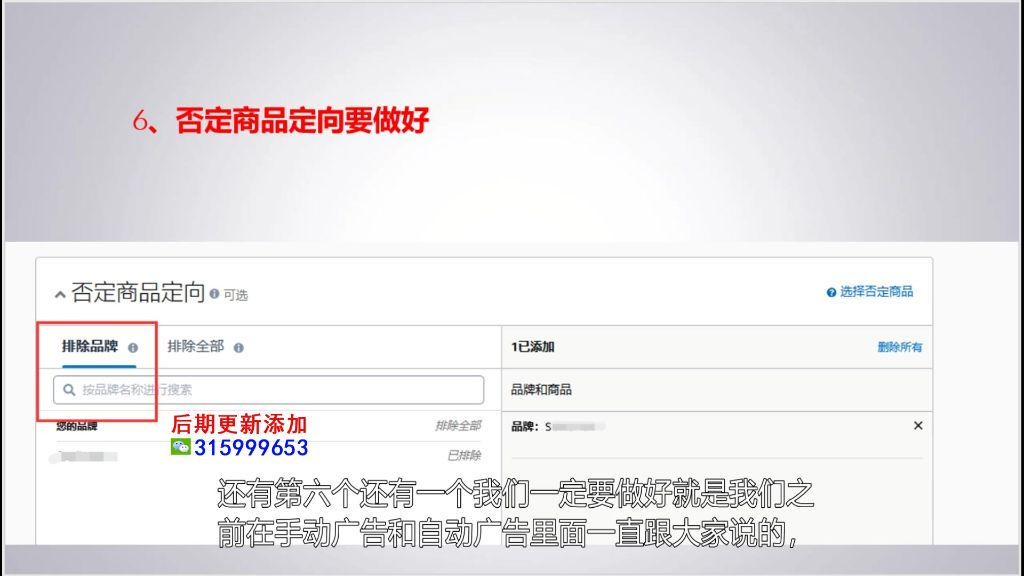 6、否定商品定向要做好
否定商品定向 可选
选择否定商品
排除品牌 排除全部
1已添加
删除所有
按品牌名称进行搜索
品牌和商品
您的品牌
排除全部
品牌：S
后期更新添加
315999653
已排除
还有第六个还有一个我们一定要做好就是我们之
前在手动广告和自动广告里面一直跟大家说的，